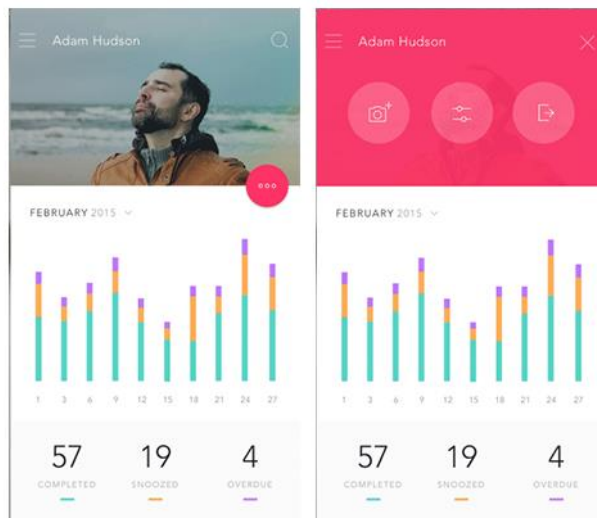 Adam Hudson
FEBRUARY 2015
1 3 6 9 12 15 18 21 24 27
57 19 4
COMPLETED SNOOZED OVERDUE
Adam Hudson
FEBRUARY 2015
1 3 6 9 12 15 18 21 24 27
57 19 4
COMPLETED SNOOZED OVERDUE